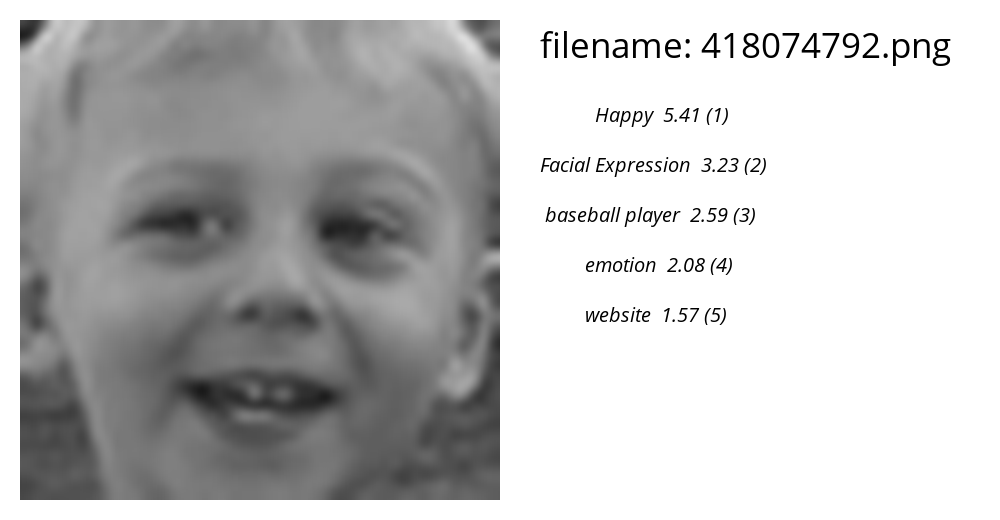 filename: 418074792.png
Happy 5.41 (1)
Facial Expression 3.23 (2)
baseball player 2.59 (3)
emotion 2.08 (4)
website 1.57 (5)